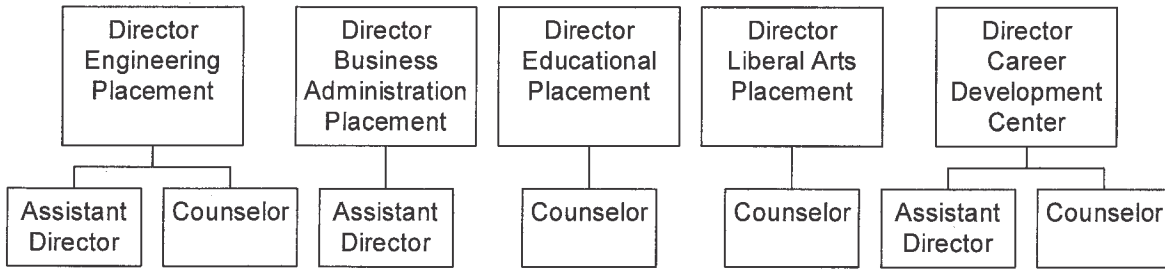 Director
Engineering
Placement
Director
Business
Administration
Placement
Director
Educational
Placement
Director
Liberal Arts
Placement
Director
Career
Development
Center
Assistant
Director
Counselor
Assistant
Director
Counselor
Counselor
Assistant
Director
Counselor